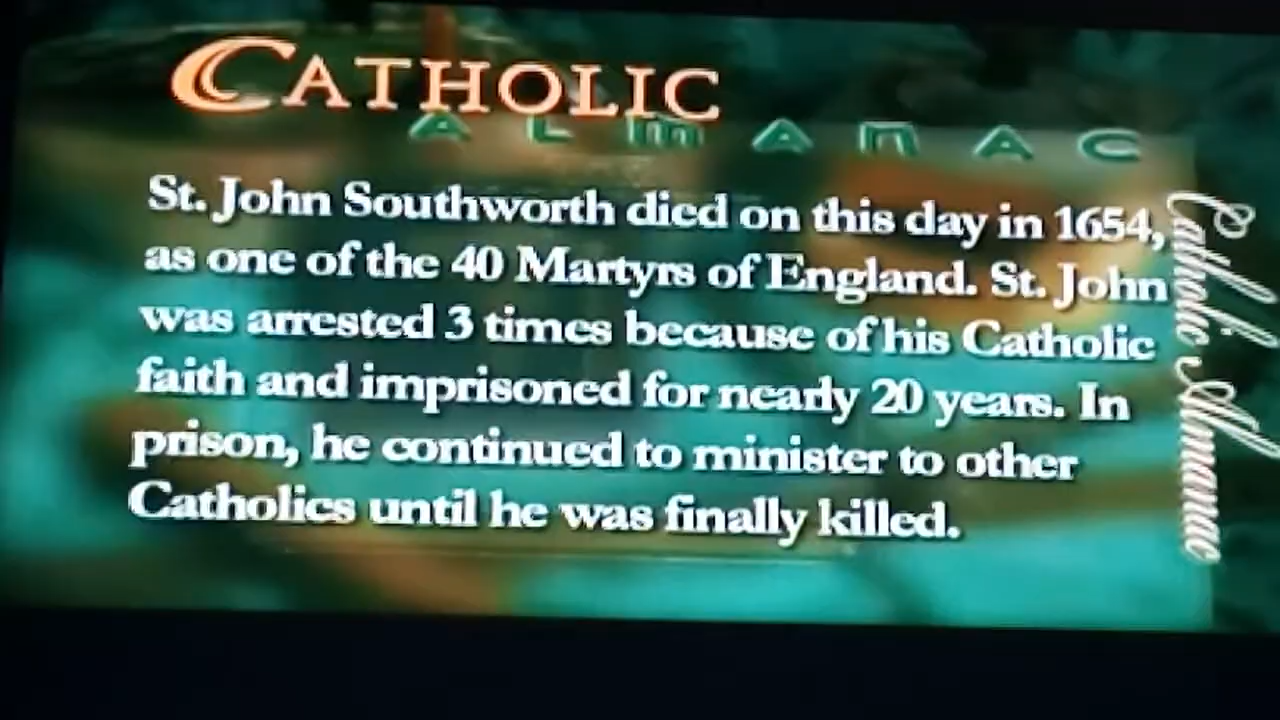 CATHOLIC
ALMANAC
St. John Southworth died on this day in 1654,
as one of the 40 Martyrs of England. St. John
was arrested 3 times because of his Catholic
faith and imprisoned for nearly 20 years. In
prison, he continued to minister to other
Catholics until he was finally killed.
Catholic Almanac